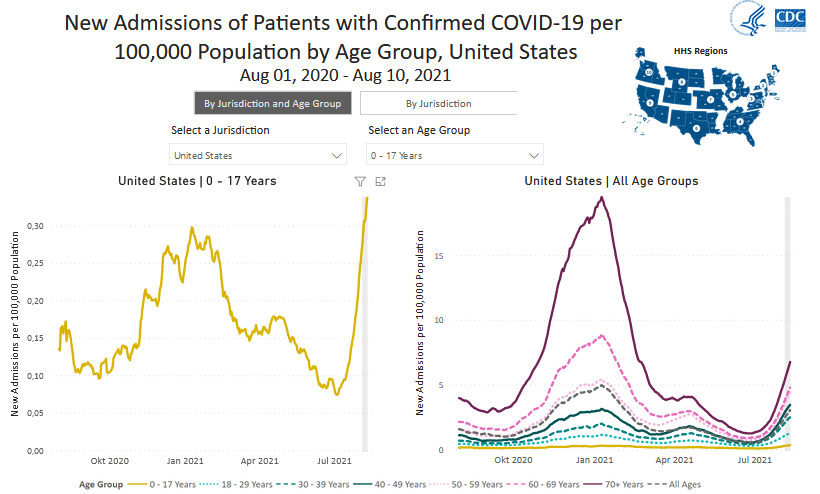 New Admissions of Patients with Confirmed COVID-19 per
100,000 Population by Age Group, United States
Aug 01, 2020 - Aug 10, 2021
CDC
HHS Regions
By Jurisdiction and Age Group
By Jurisdiction
Select a Jurisdiction
Select an Age Group
United States
0 - 17 Years
United States | 0 - 17 Years
New Admissions per 100,000 Population
0,30
0,25
0,20
0,15
0,10
0,05
0,00
Okt 2020
Jan 2021
Apr 2021
Jul 2021
United States | All Age Groups
New Admissions per 100,000 Population
15
10
5
0
Okt 2020
Jan 2021
Apr 2021
Jul 2021
Age Group 0 - 17 Years 18 - 29 Years 30 - 39 Years 40 - 49 Years 50 - 59 Years 60 - 69 Years 70+ Years All Ages